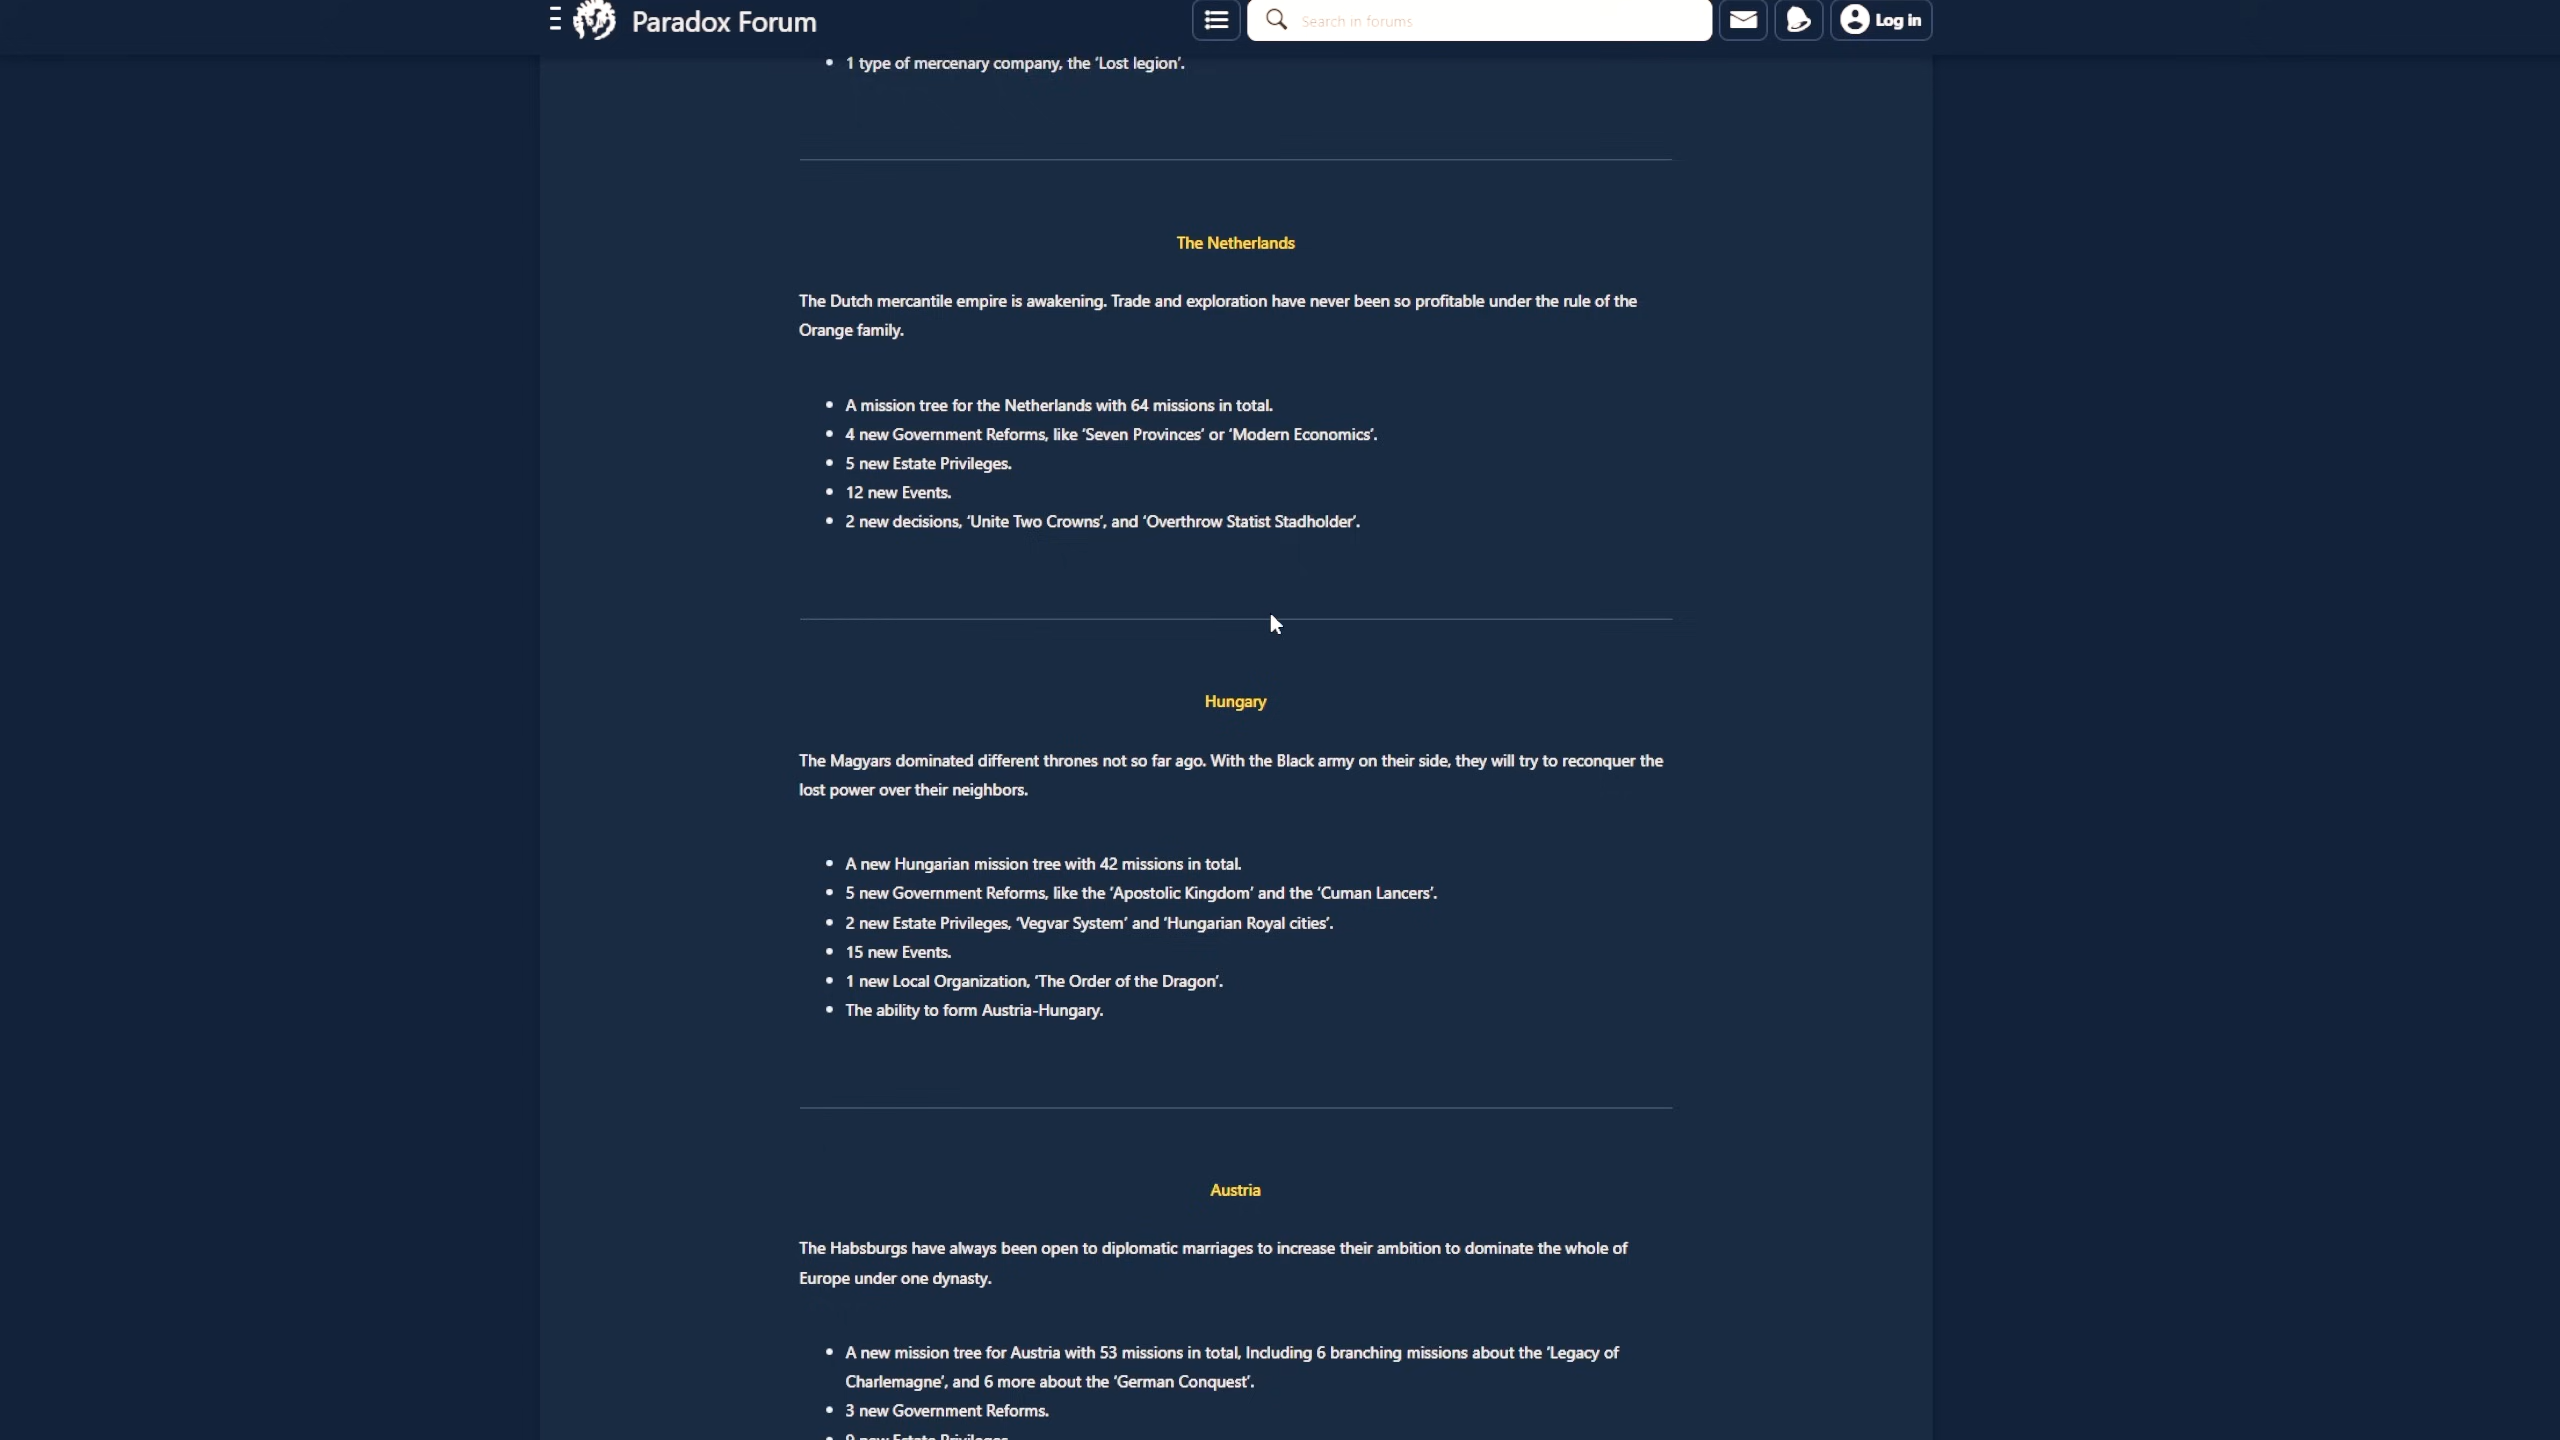 Paradox Forum
Search in forums
Log in
1 type of mercenary company, the ‘Lost legion’.
The Netherlands
The Dutch mercantile empire is awakening. Trade and exploration have never been so profitable under the rule of the
Orange family.
A mission tree for the Netherlands with 64 missions in total.
4 new Government Reforms, like ‘Seven Provinces’ or ‘Modern Economics’.
5 new Estate Privileges.
12 new Events.
2 new decisions, ‘Unite Two Crowns’, and ‘Overthrow Statist Stadholder’.
Hungary
The Magyars dominated different thrones not so far ago. With the Black army on their side, they will try to reconquer the
lost power over their neighbors.
A new Hungarian mission tree with 42 missions in total.
5 new Government Reforms, like the ‘Apostolic Kingdom’ and the ‘Cuman Lancers’.
2 new Estate Privileges, ‘Vegvar System’ and ‘Hungarian Royal cities’.
15 new Events.
1 new Local Organization, ‘The Order of the Dragon’.
The ability to form Austria-Hungary.
Austria
The Habsburgs have always been open to diplomatic marriages to increase their ambition to dominate the whole of
Europe under one dynasty.
A new mission tree for Austria with 53 missions in total, Including 6 branching missions about the ‘Legacy of
Charlemagne’, and 6 more about the ‘German Conquest’.
3 new Government Reforms.
new Estate Privileges